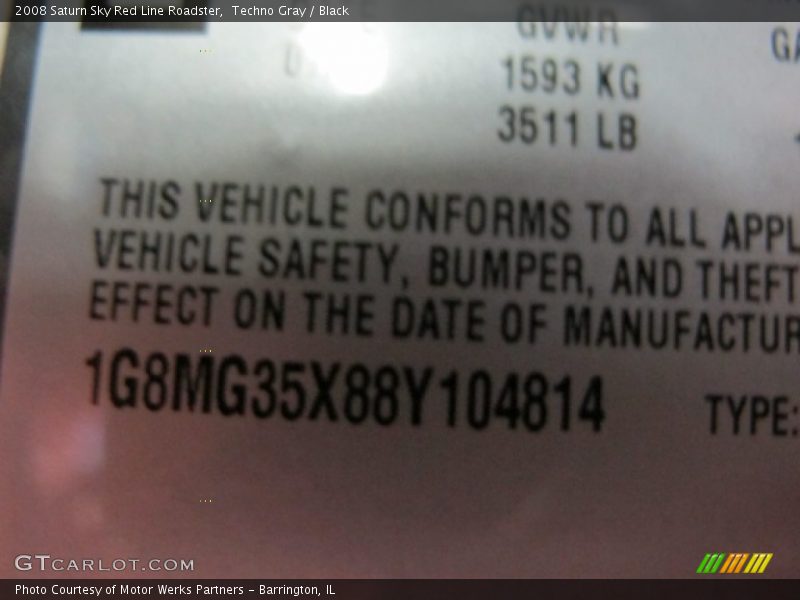 2008 Saturn Sky Red Line Roadster,  Techno Gray / Black
GVWR
GA
1593 KG
3511 LB
THIS VEHICLE CONFORMS TO ALL APPL
VEHICLE SAFETY, BUMPER, AND THEFT
EFFECT ON THE DATE OF MANUFACTUR
1G8MG35X88Y104814
TYPE:
GTCARLOT.COM
Photo Courtesy of Motor Werks Partners - Barrington, IL